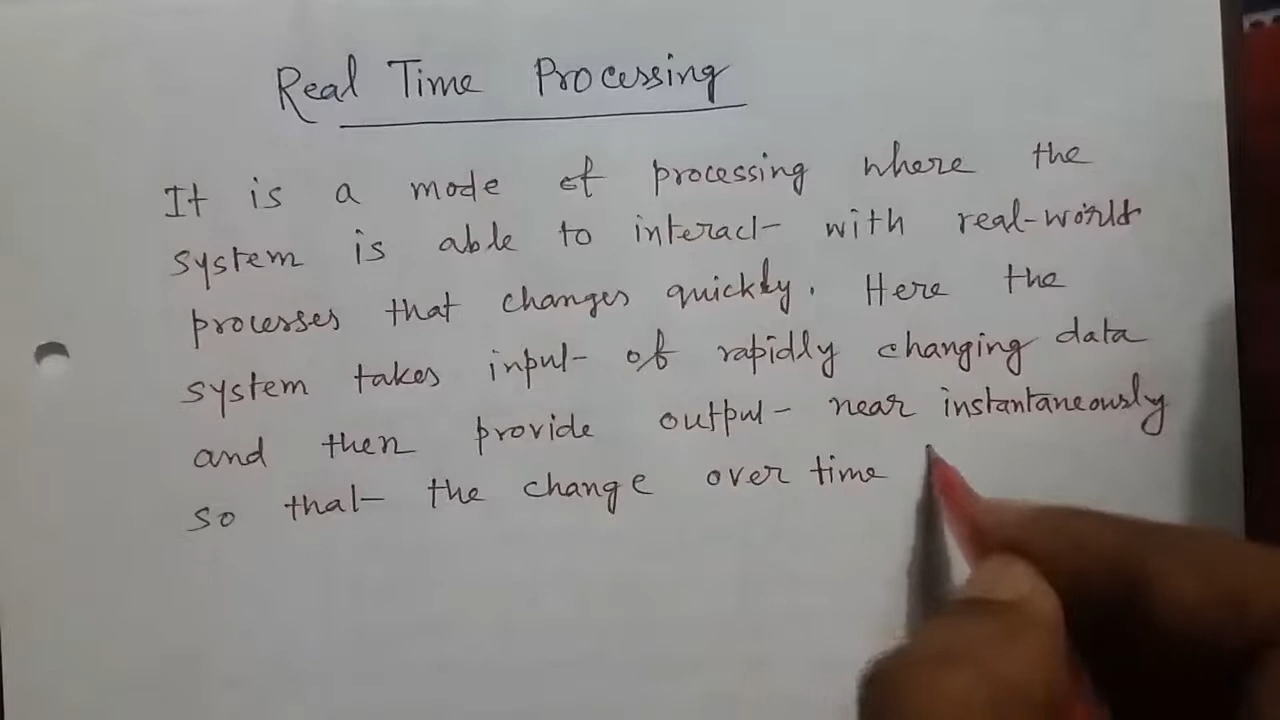 Real Time Processing
It is a mode of processing where the
system is able to interact with real-world
processes that changes quickly. Here the
system takes input of rapidly changing data
and then provide output near instantaneously
so that the change over time